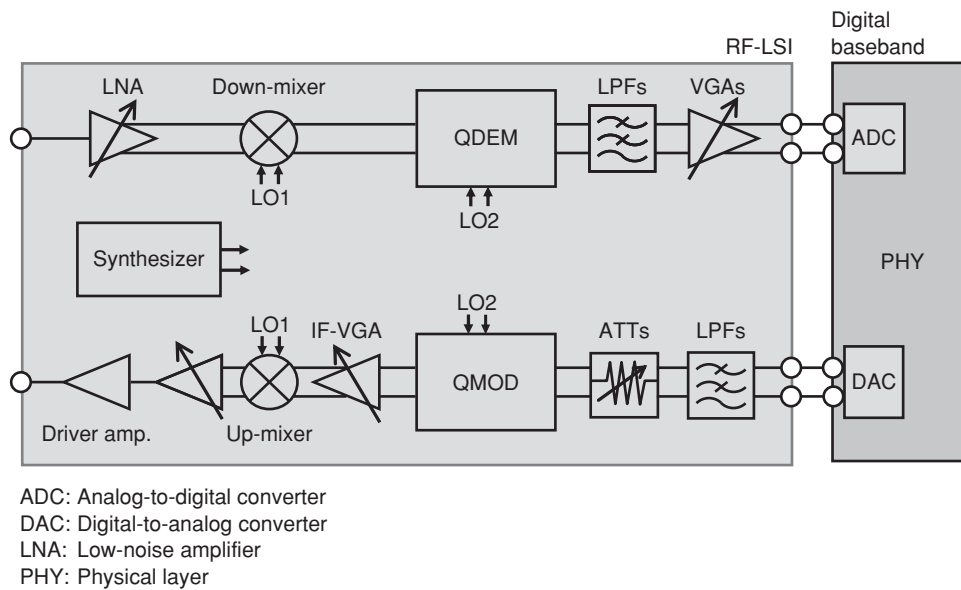 Digital
baseband
RF-LSI
LNA
Down-mixer
LPFs
VGAs
QDEM
ADC
LO1
LO2
Synthesizer
PHY
LO2
LO1
IF-VGA
ATTs
LPFs
QMOD
DAC
Driver amp.
Up-mixer
ADC: Analog-to-digital converter
DAC: Digital-to-analog converter
LNA: Low-noise amplifier
PHY: Physical layer